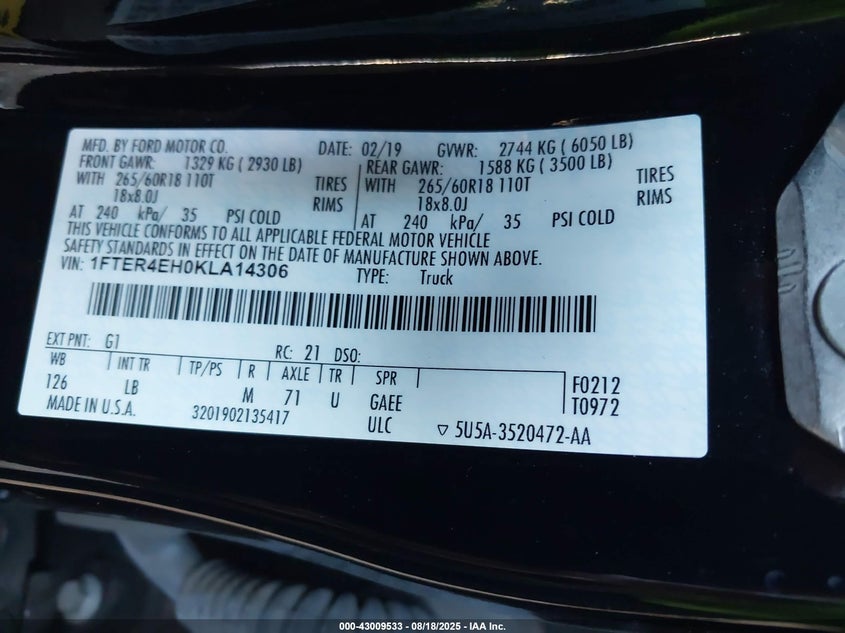 MFD. BY FORD MOTOR CO. DATE: 02/19 GVWR: 2744 KG ( 6050 LB)
FRONT GAWR: 1329 KG ( 2930 LB) REAR GAWR: 1588 KG ( 3500 LB)
WITH 265/60R18 110T TIRES WITH 265/60R18 110T TIRES
18x8.0J RIMS 18x8.0J RIMS
AT 240 kPa/ 35 PSI COLD AT 240 kPa/ 35 PSI COLD
THIS VEHICLE CONFORMS TO ALL APPLICABLE FEDERAL MOTOR VEHICLE
SAFETY STANDARDS IN EFFECT ON THE DATE OF MANUFACTURE SHOWN ABOVE.
VIN: 1FTER4EH0KLA14306 TYPE: Truck
EXT PNT: G1 RC: 21 DSO:
WB INT TR TP/PS R AXLE TR SPR F0212
126 LB M 71 U GAEE T0972
MADE IN U.S.A. 3201902135417 ULC ▽ 5U5A-3520472-AA
000-43009533 - 08/18/2025 - IAA Inc.